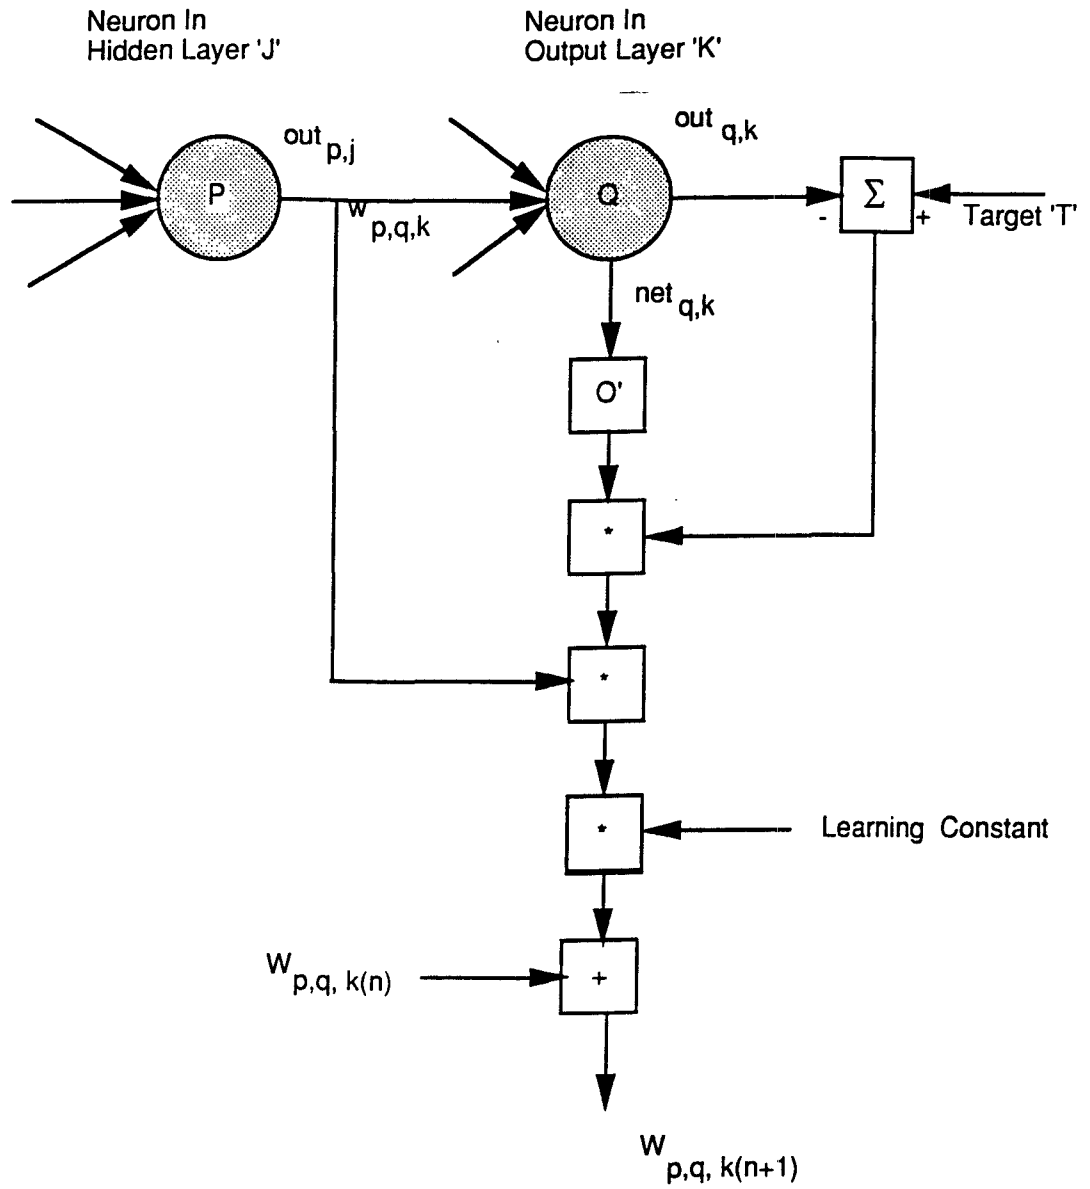 Neuron In
Hidden Layer 'J'
Neuron In
Output Layer 'K'
out p,j
out q,k
P
w p,q,k
Q
Σ
-
+
Target 'T'
net q,k
O'
*
*
*
Learning Constant
W p,q, k(n)
+
W p,q, k(n+1)